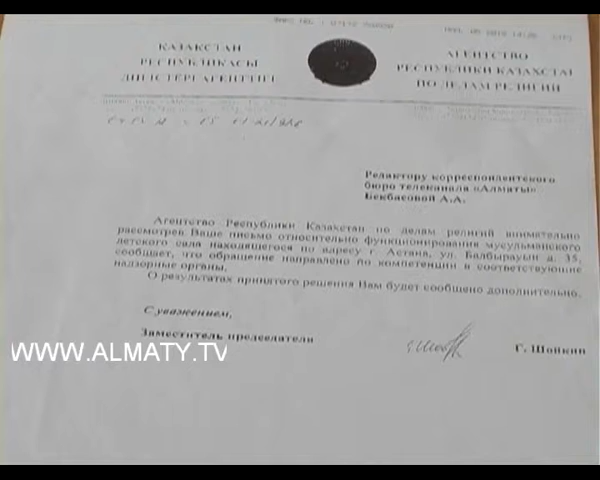 ҚАЗАҚСТАН
РЕСПУБЛИКАСЫ
ДІН ІСТЕРІ АГЕНТТІГІ
АГЕНТСТВО
РЕСПУБЛИКИ КАЗАХСТАН
ПО ДЕЛАМ РЕЛИГИЙ
Редактору корреспондентского
бюро телеканала «Алматы»
Бекбасовой А.А.
Агентство Республики Казахстан по делам религий внимательно
рассмотрев Ваше письмо относительно функционирования мусульманского
детского сада находящегося по адресу г Астана, ул. Балбырауын д. 35,
сообщает, что обращение направлено по компетенции в соответствующие
надзорные органы.
О результатах принятого решения Вам будет сообщено дополнительно.
С уважением,
Заместитель председателя
Г. Шойкин
WWW.ALMATY.TV